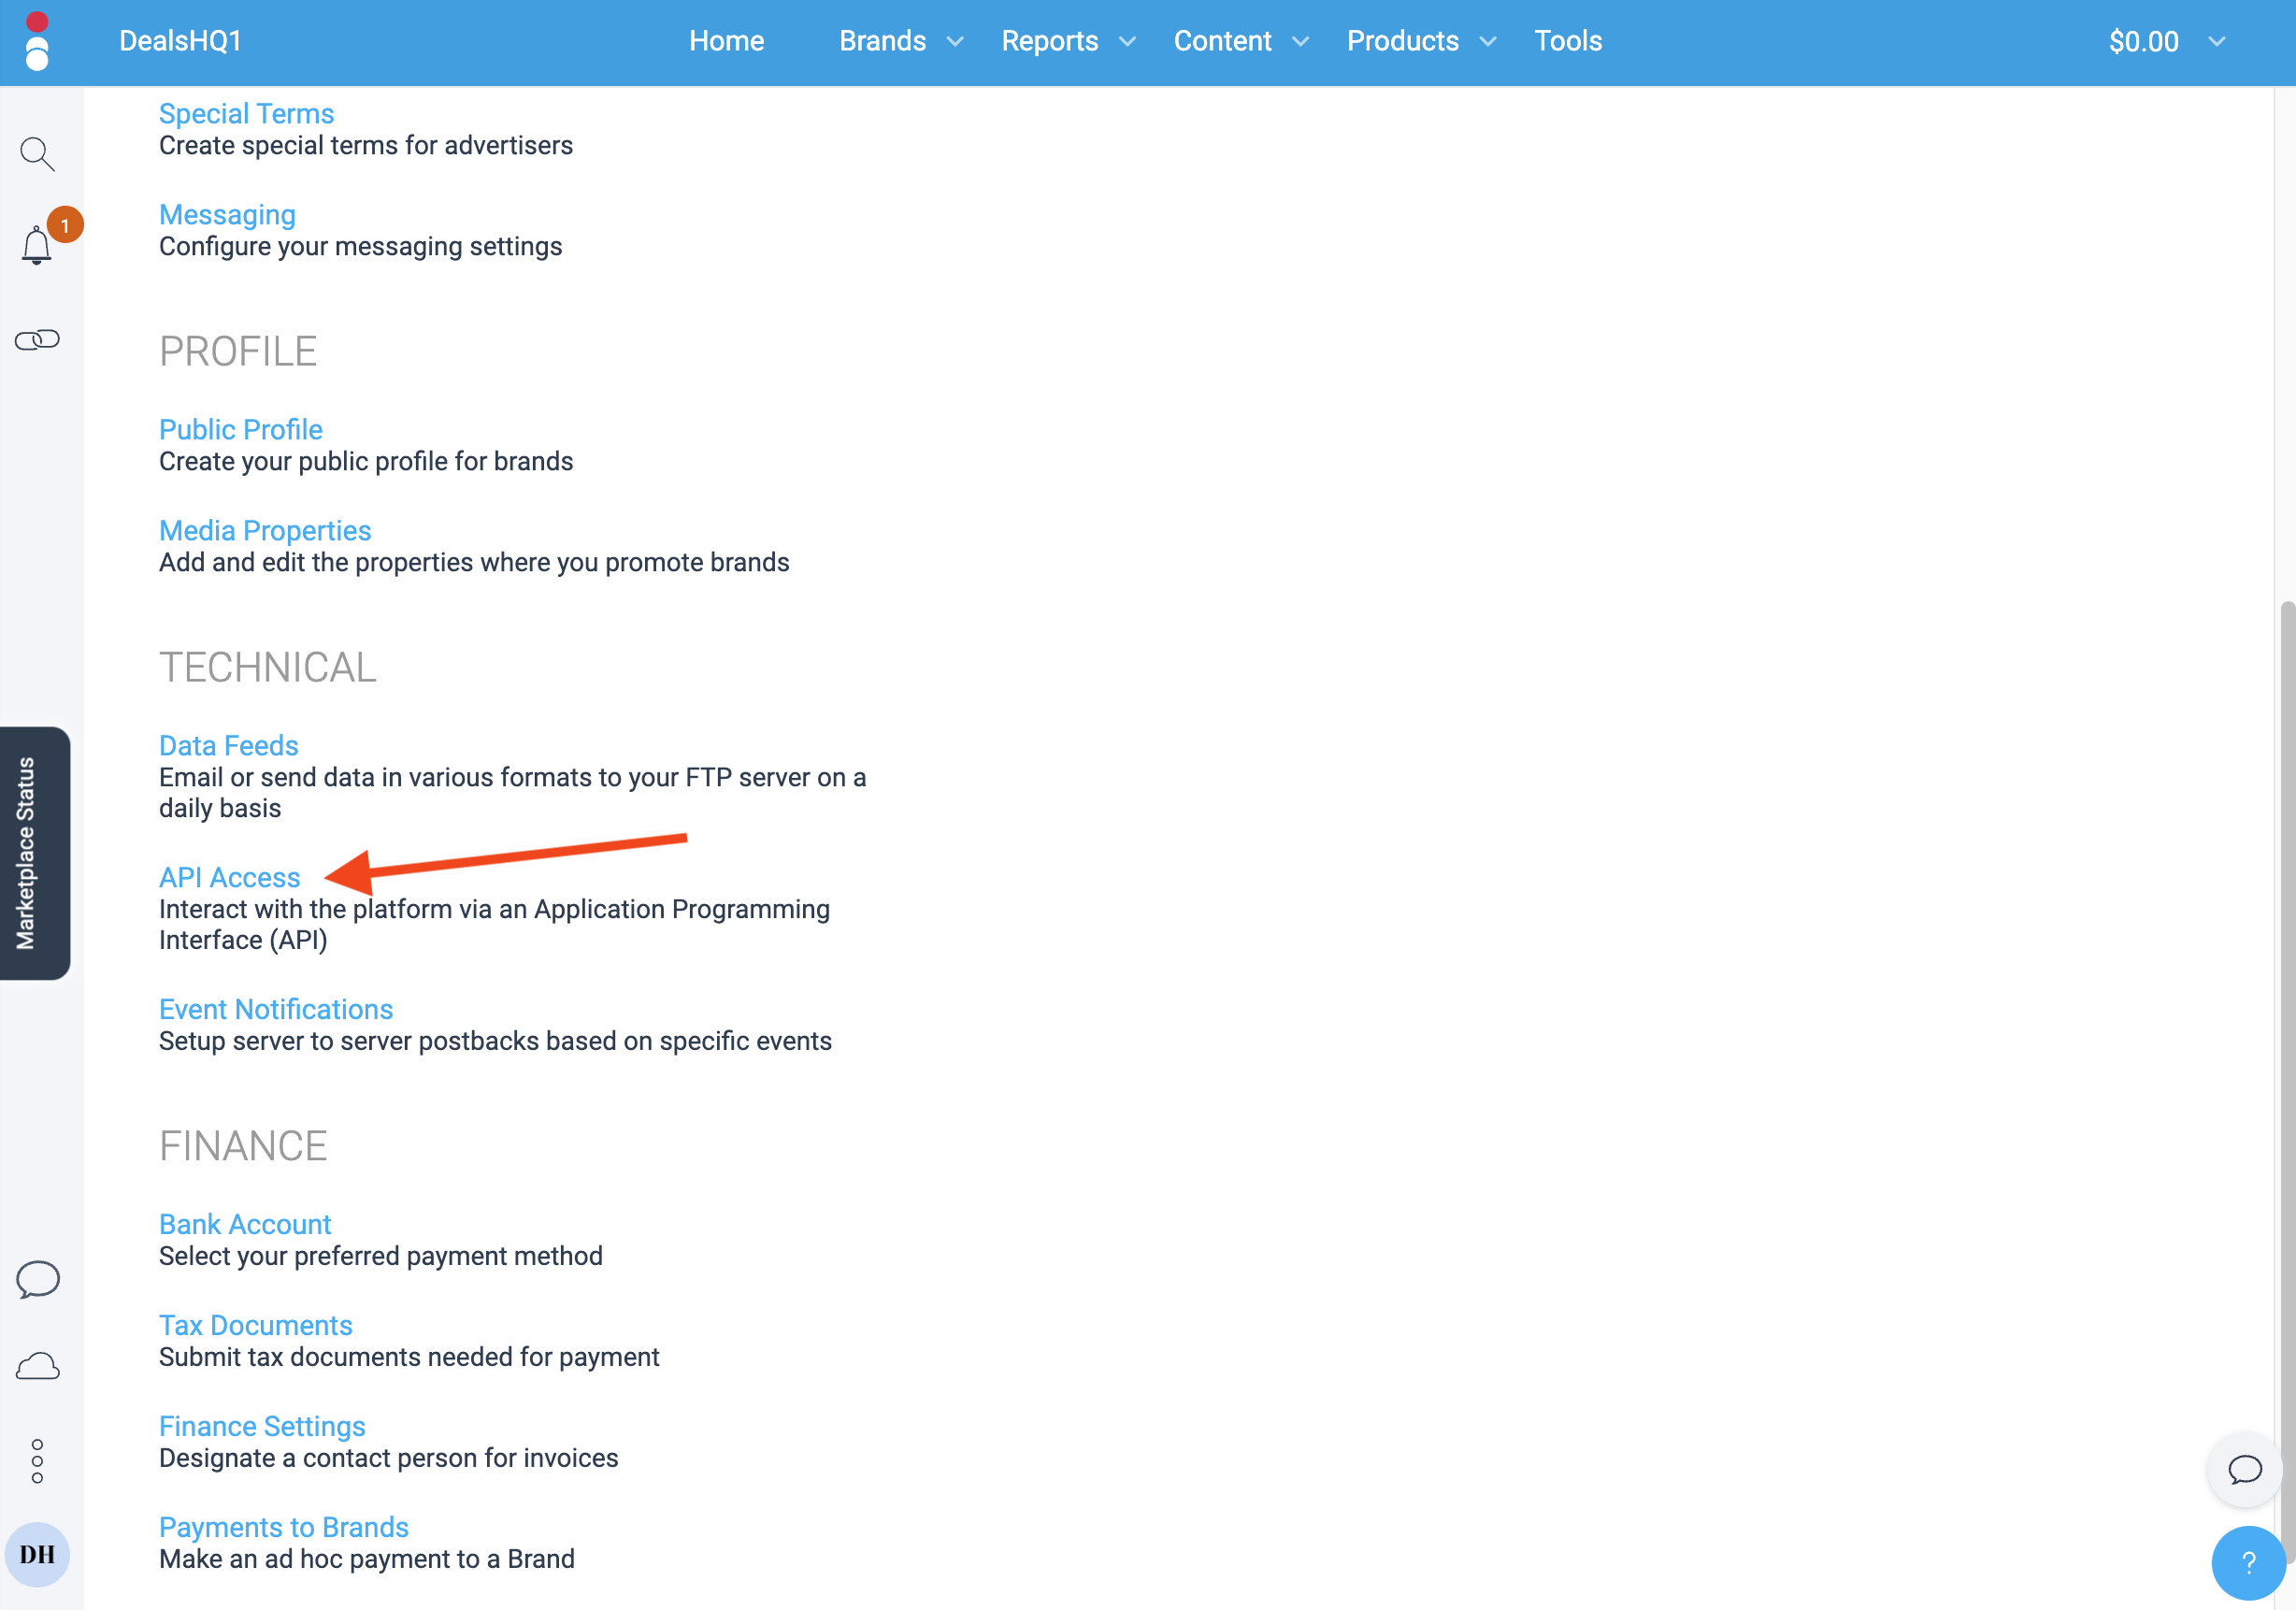 DealsHQ1
Home
Brands
Reports
Content
Products
Tools
$0.00
1
Marketplace Status
DH
Special Terms
Create special terms for advertisers
Messaging
Configure your messaging settings
PROFILE
Public Profile
Create your public profile for brands
Media Properties
Add and edit the properties where you promote brands
TECHNICAL
Data Feeds
Email or send data in various formats to your FTP server on a
daily basis
API Access
Interact with the platform via an Application Programming
Interface (API)
Event Notifications
Setup server to server postbacks based on specific events
FINANCE
Bank Account
Select your preferred payment method
Tax Documents
Submit tax documents needed for payment
Finance Settings
Designate a contact person for invoices
Payments to Brands
Make an ad hoc payment to a Brand
?